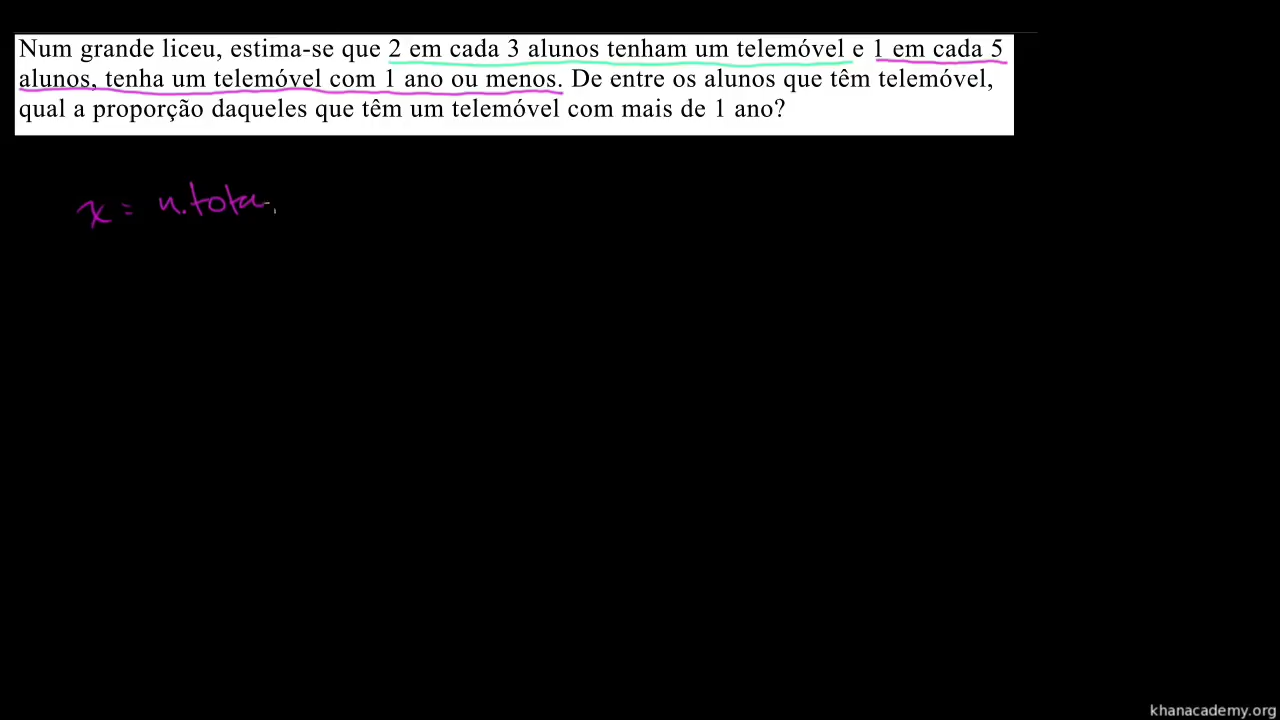 Num grande liceu, estima-se que 2 em cada 3 alunos tenham um telemóvel e 1 em cada 5
alunos, tenha um telemóvel com 1 ano ou menos. De entre os alunos que têm telemóvel,
qual a proporção daqueles que têm um telemóvel com mais de 1 ano?
x = n.tota
khanacademy.org